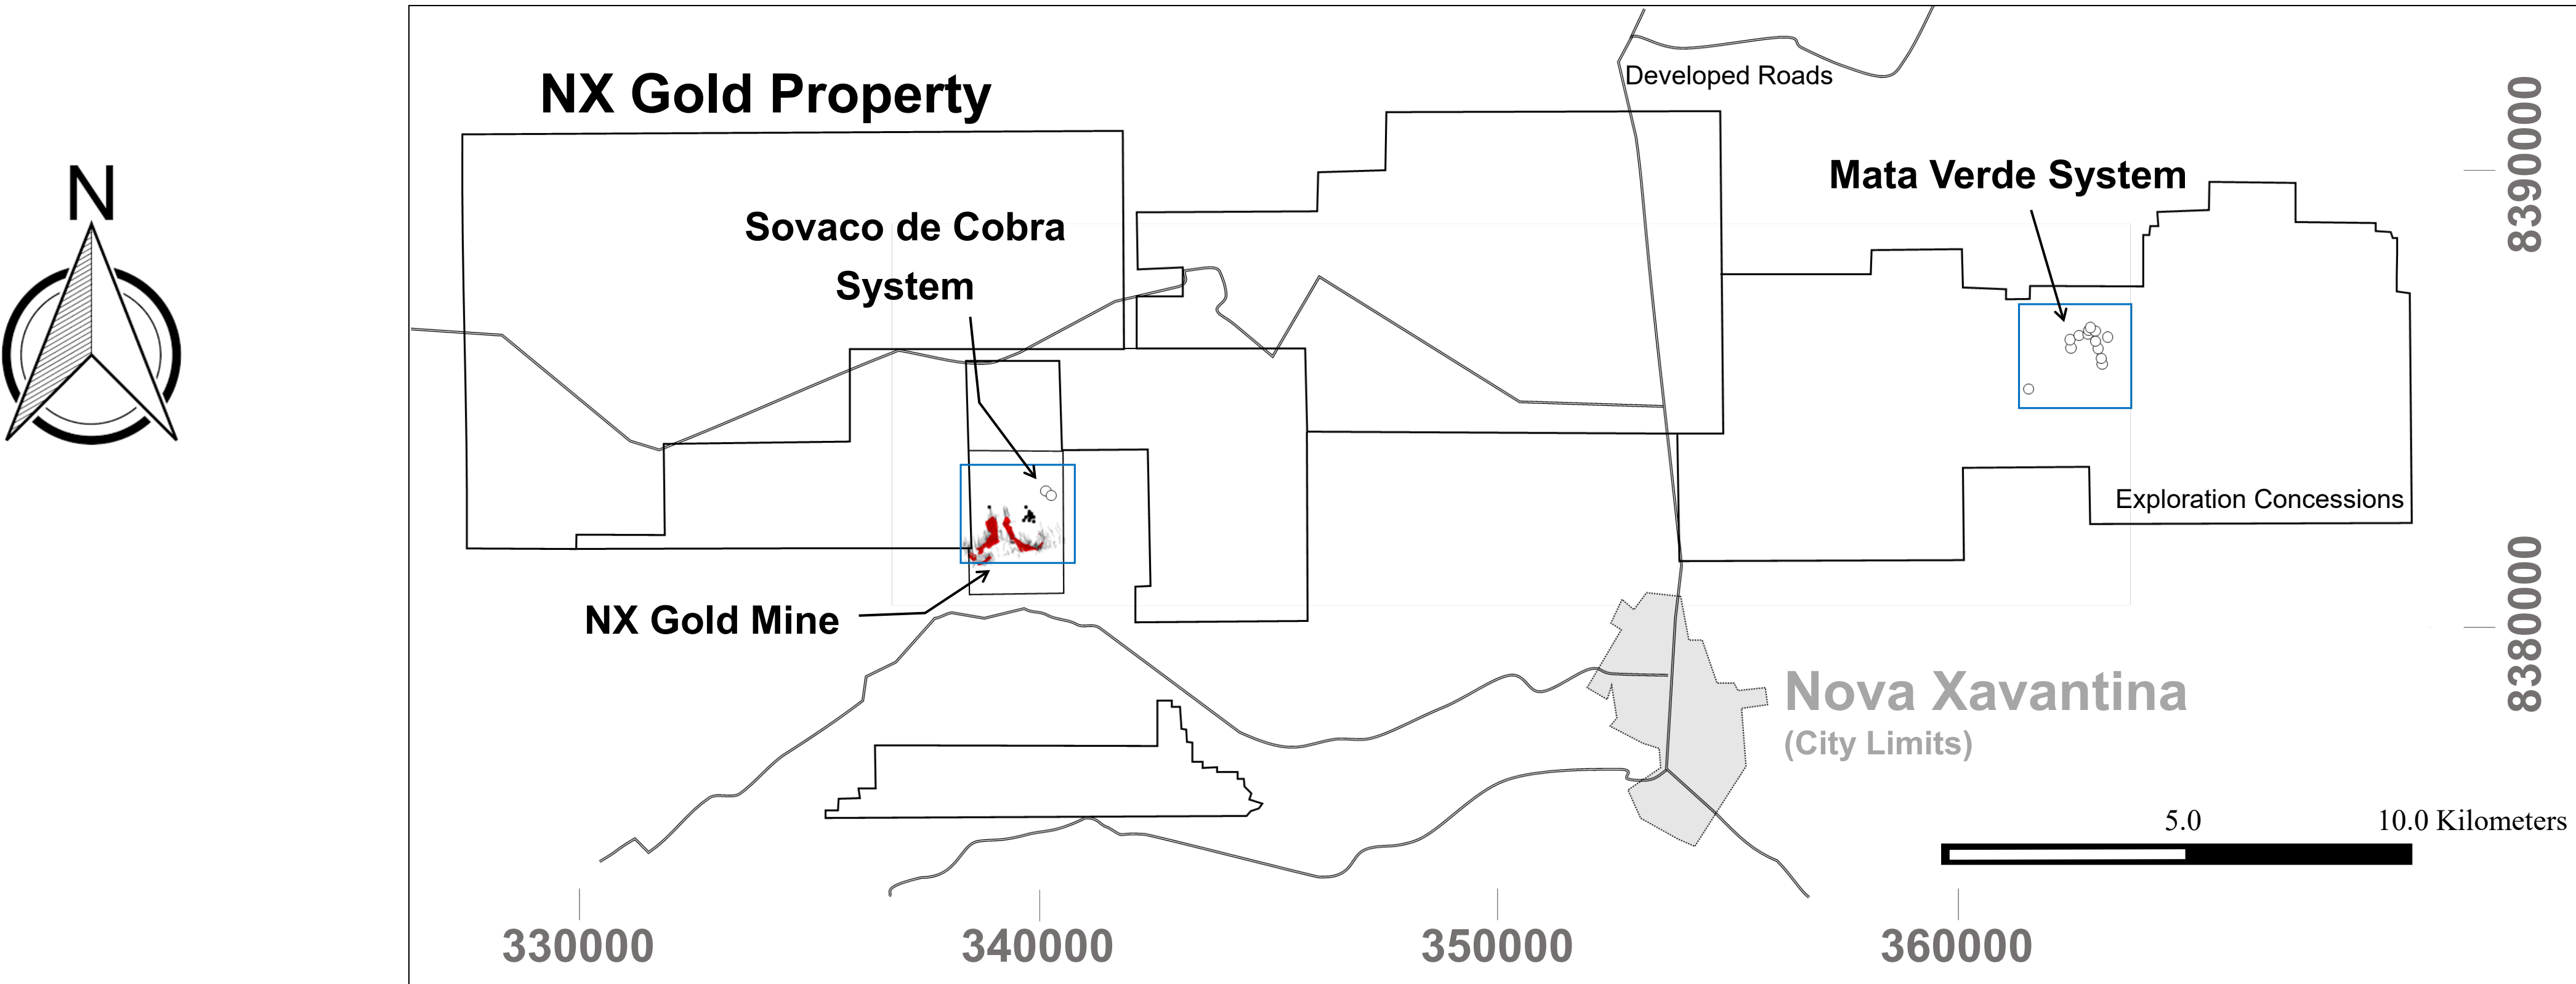 NX Gold Property
Developed Roads
N
Sovaco de Cobra
System
Mata Verde System
8390000
Exploration Concessions
NX Gold Mine
8380000
Nova Xavantina
(City Limits)
5.0
10.0 Kilometers
330000
340000
350000
360000